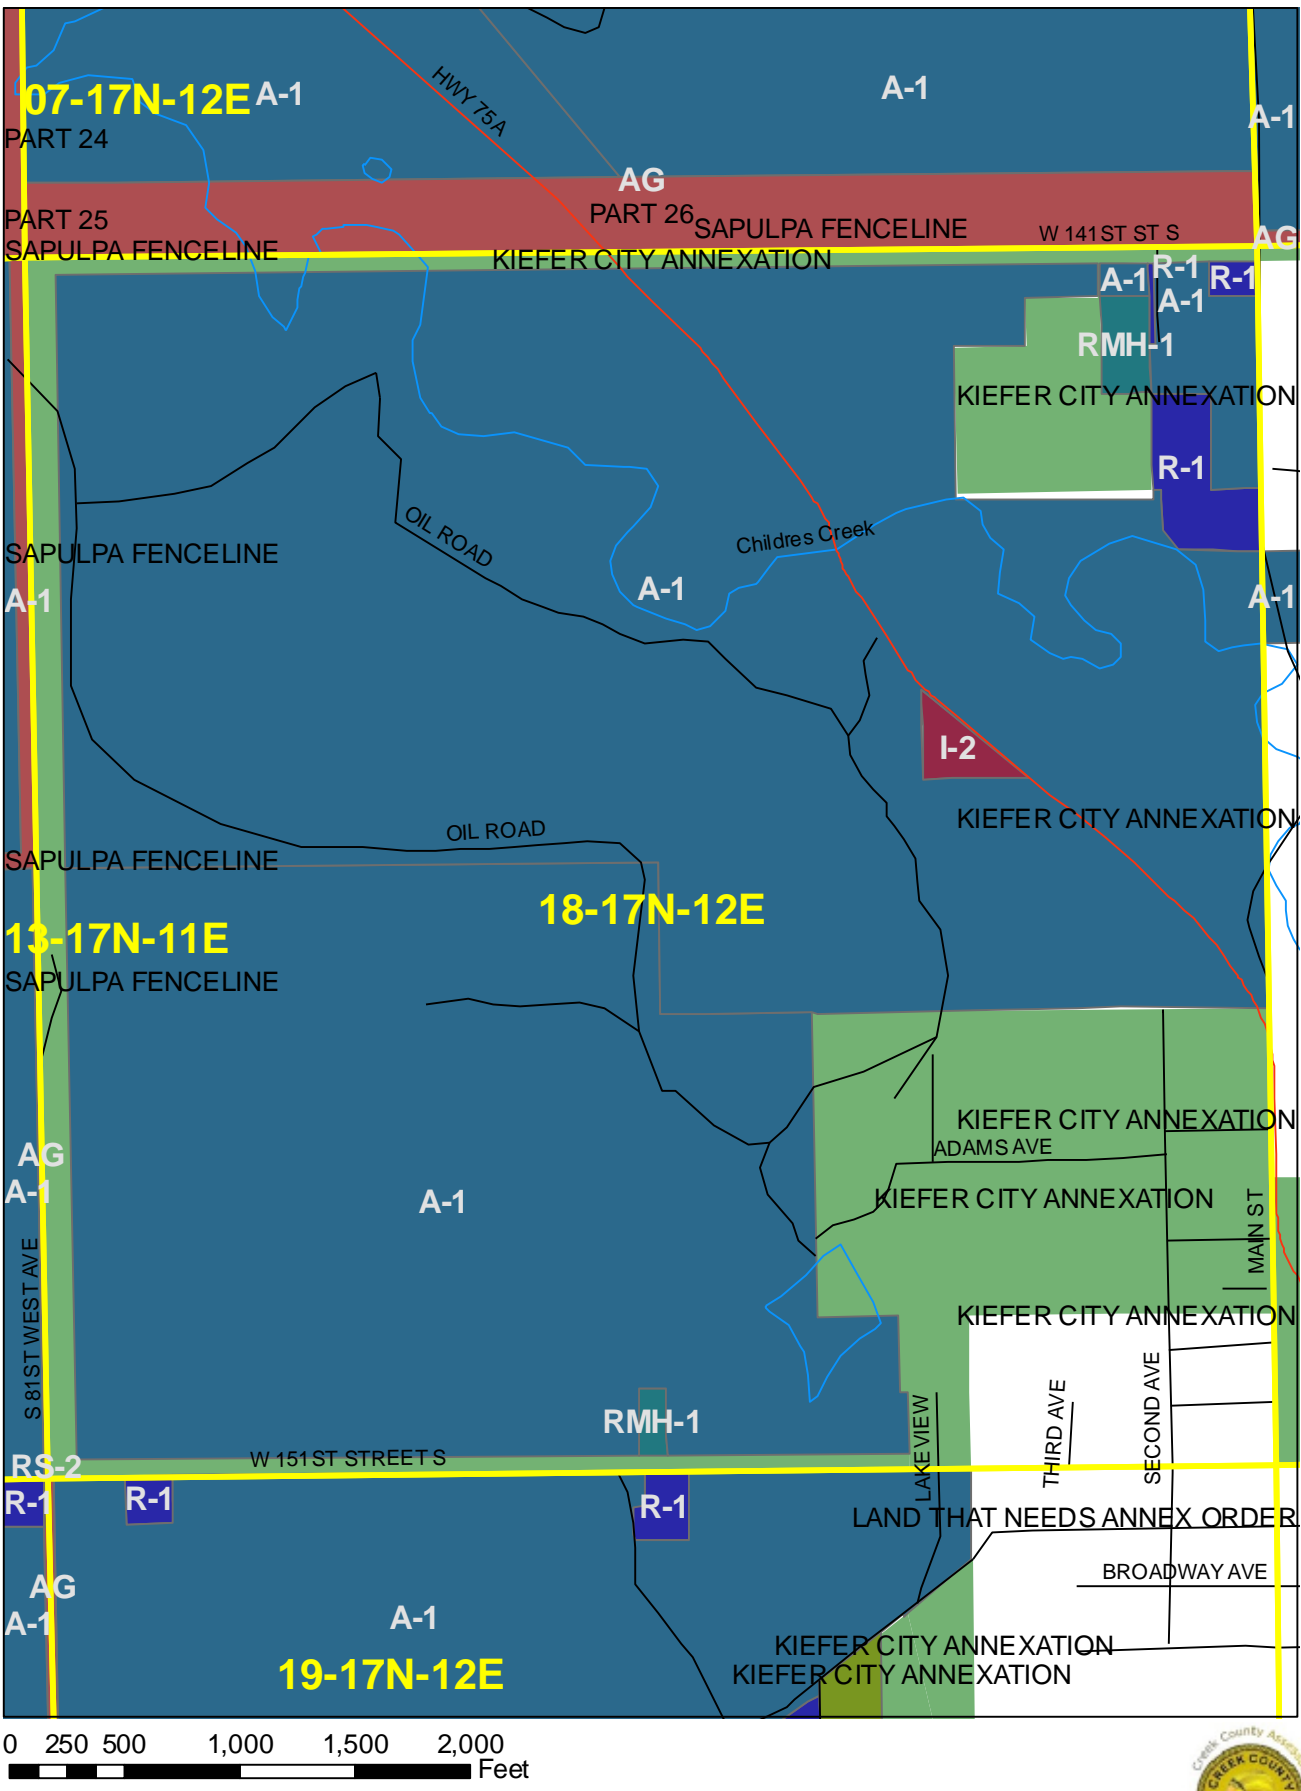 07-17N-12E
A-1
HWY 75A
A-1
A-1
PART 24
AG
PART 25
PART 26
SAPULPA FENCELINE
W 141ST ST S
AG
SAPULPA FENCELINE
KIEFER CITY ANNEXATION
A-1
R-1
R-1
A-1
RMH-1
KIEFER CITY ANNEXATION
R-1
OIL ROAD
Childres Creek
SAPULPA FENCELINE
A-1
A-1
A-1
I-2
KIEFER CITY ANNEXATION
OIL ROAD
SAPULPA FENCELINE
18-17N-12E
13-17N-11E
SAPULPA FENCELINE
KIEFER CITY ANNEXATION
ADAMS AVE
AG
A-1
A-1
KIEFER CITY ANNEXATION
MAIN ST
S 81ST WEST AVE
KIEFER CITY ANNEXATION
RMH-1
LAKEVIEW
THIRD AVE
SECOND AVE
W 151ST STREET S
RS-2
R-1
R-1
R-1
LAND THAT NEEDS ANNEX ORDER
BROADWAY AVE
AG
A-1
A-1
KIEFER CITY ANNEXATION
19-17N-12E
KIEFER CITY ANNEXATION
0 250 500 1,000 1,500 2,000
Feet
Creek County
CREEK COUNTY